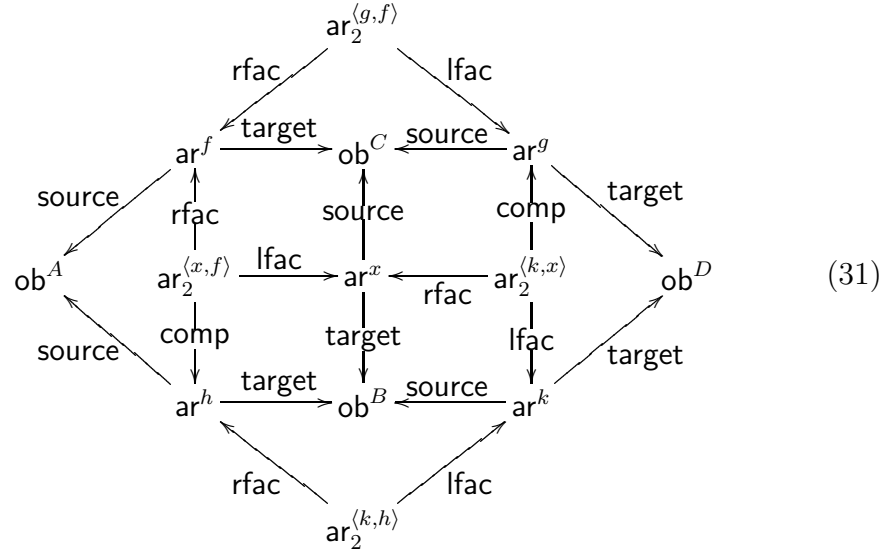 ar₂^{⟨g,f⟩}
rfac lfac
ar^f target ob^C source ar^g
source rfac source comp target
ob^A ar₂^{⟨x,f⟩} lfac ar^x rfac ar₂^{⟨k,x⟩} ob^D (31)
source comp target lfac target
ar^h target ob^B source ar^k
rfac lfac
ar₂^{⟨k,h⟩}